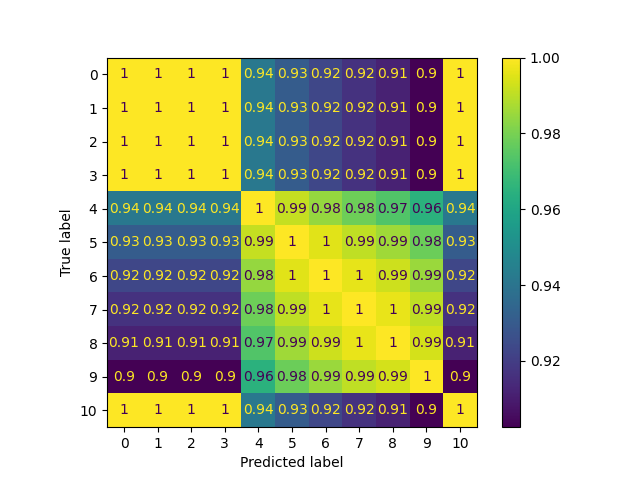 0 1 1 1 1 0.94 0.93 0.92 0.92 0.91 0.9 1 1.00
1 1 1 1 1 0.94 0.93 0.92 0.92 0.91 0.9 1
2 1 1 1 1 0.94 0.93 0.92 0.92 0.91 0.9 1 0.98
3 1 1 1 1 0.94 0.93 0.92 0.92 0.91 0.9 1
4 0.94 0.94 0.94 0.94 1 0.99 0.98 0.98 0.97 0.96 0.94 0.96
5 0.93 0.93 0.93 0.93 0.99 1 1 0.99 0.99 0.98 0.93
True label
6 0.92 0.92 0.92 0.92 0.98 1 1 1 0.99 0.99 0.92 0.94
7 0.92 0.92 0.92 0.92 0.98 0.99 1 1 1 0.99 0.92
8 0.91 0.91 0.91 0.91 0.97 0.99 0.99 1 1 0.99 0.91 0.92
9 0.9 0.9 0.9 0.9 0.96 0.98 0.99 0.99 0.99 1 0.9
10 1 1 1 1 0.94 0.93 0.92 0.92 0.91 0.9 1
0 1 2 3 4 5 6 7 8 9 10
Predicted label